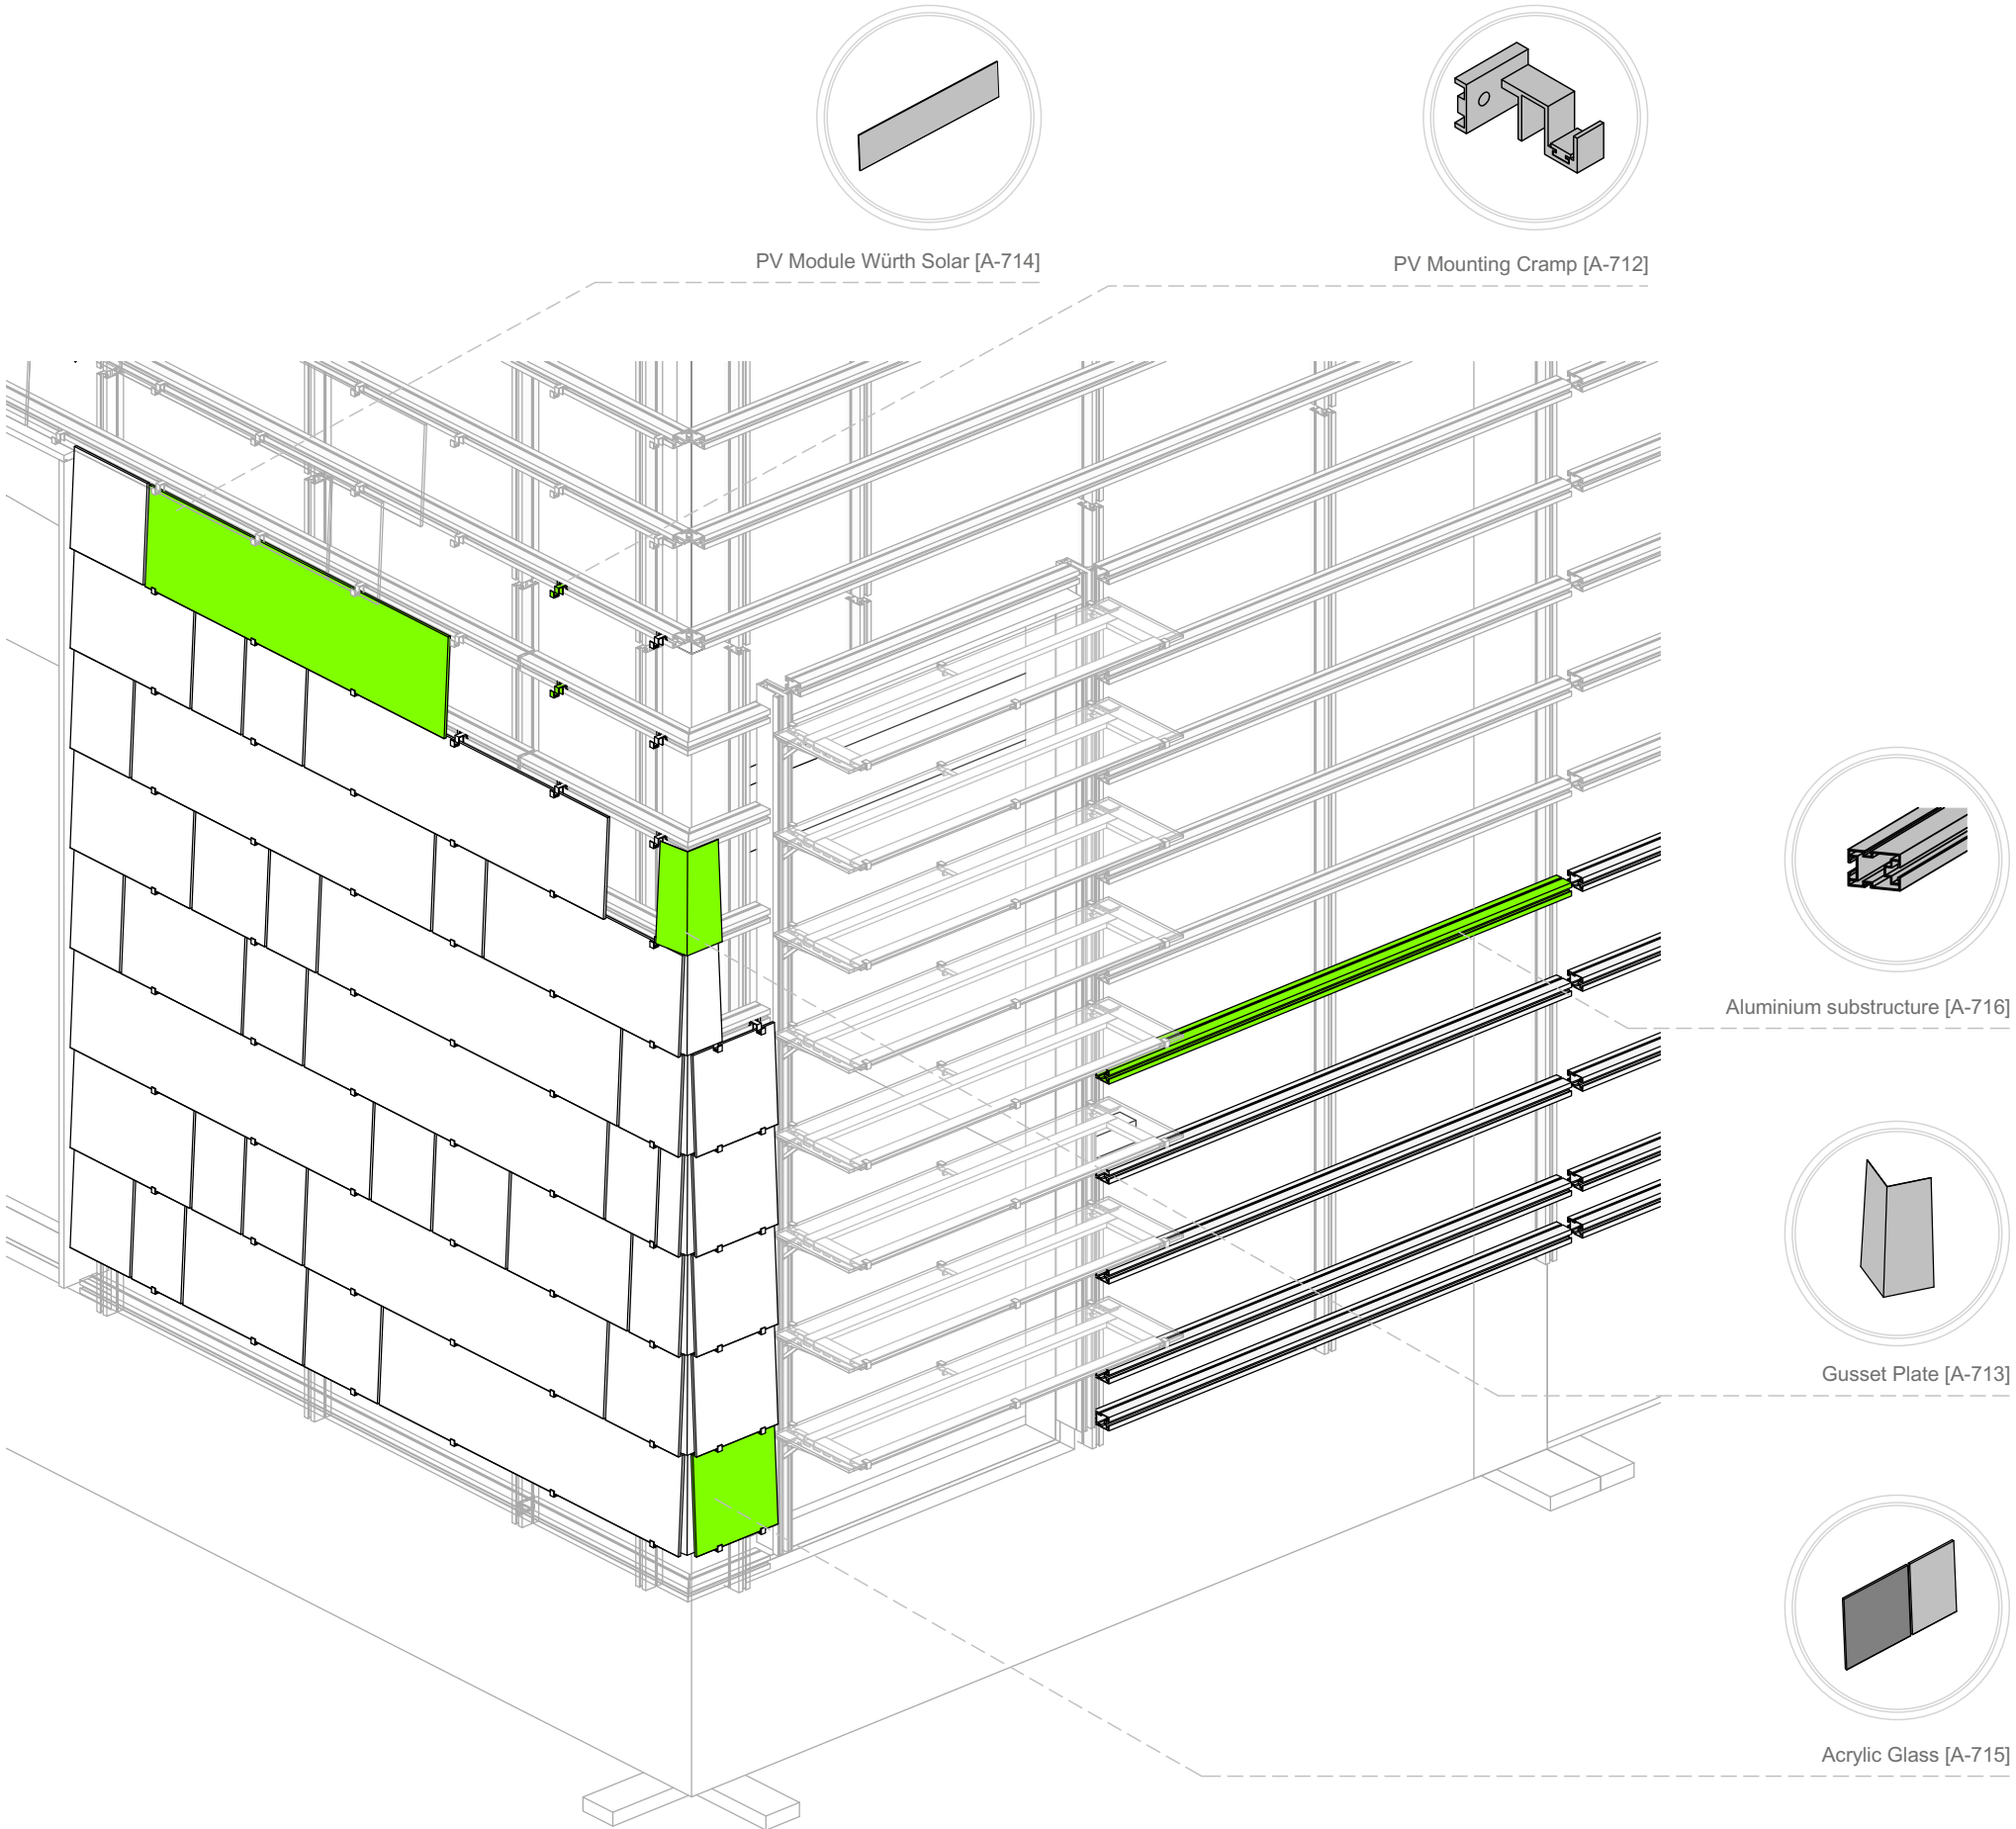 PV Module Würth Solar [A-714]
PV Mounting Cramp [A-712]
Aluminium substructure [A-716]
Gusset Plate [A-713]
Acrylic Glass [A-715]